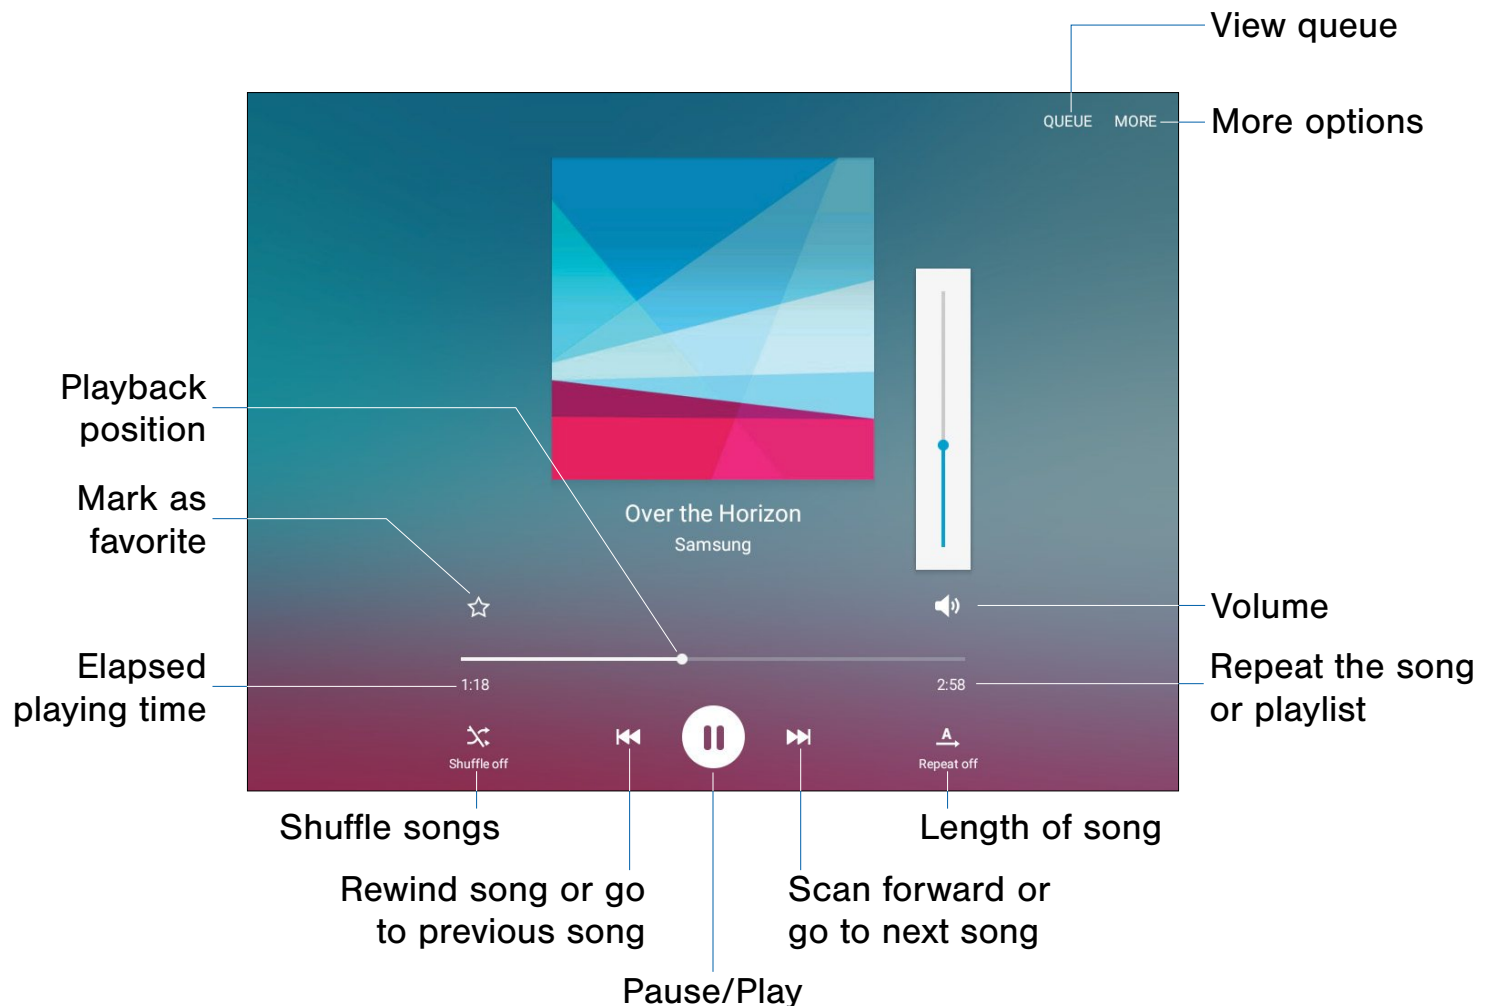 View queue
QUEUE MORE
More options
Playback
position
Mark as
favorite
Over the Horizon
Samsung
Volume
Elapsed
playing time
1:18
2:58
Repeat the song
or playlist
A
Shuffle off
Repeat off
Shuffle songs
Length of song
Rewind song or go
to previous song
Scan forward or
go to next song
Pause/Play